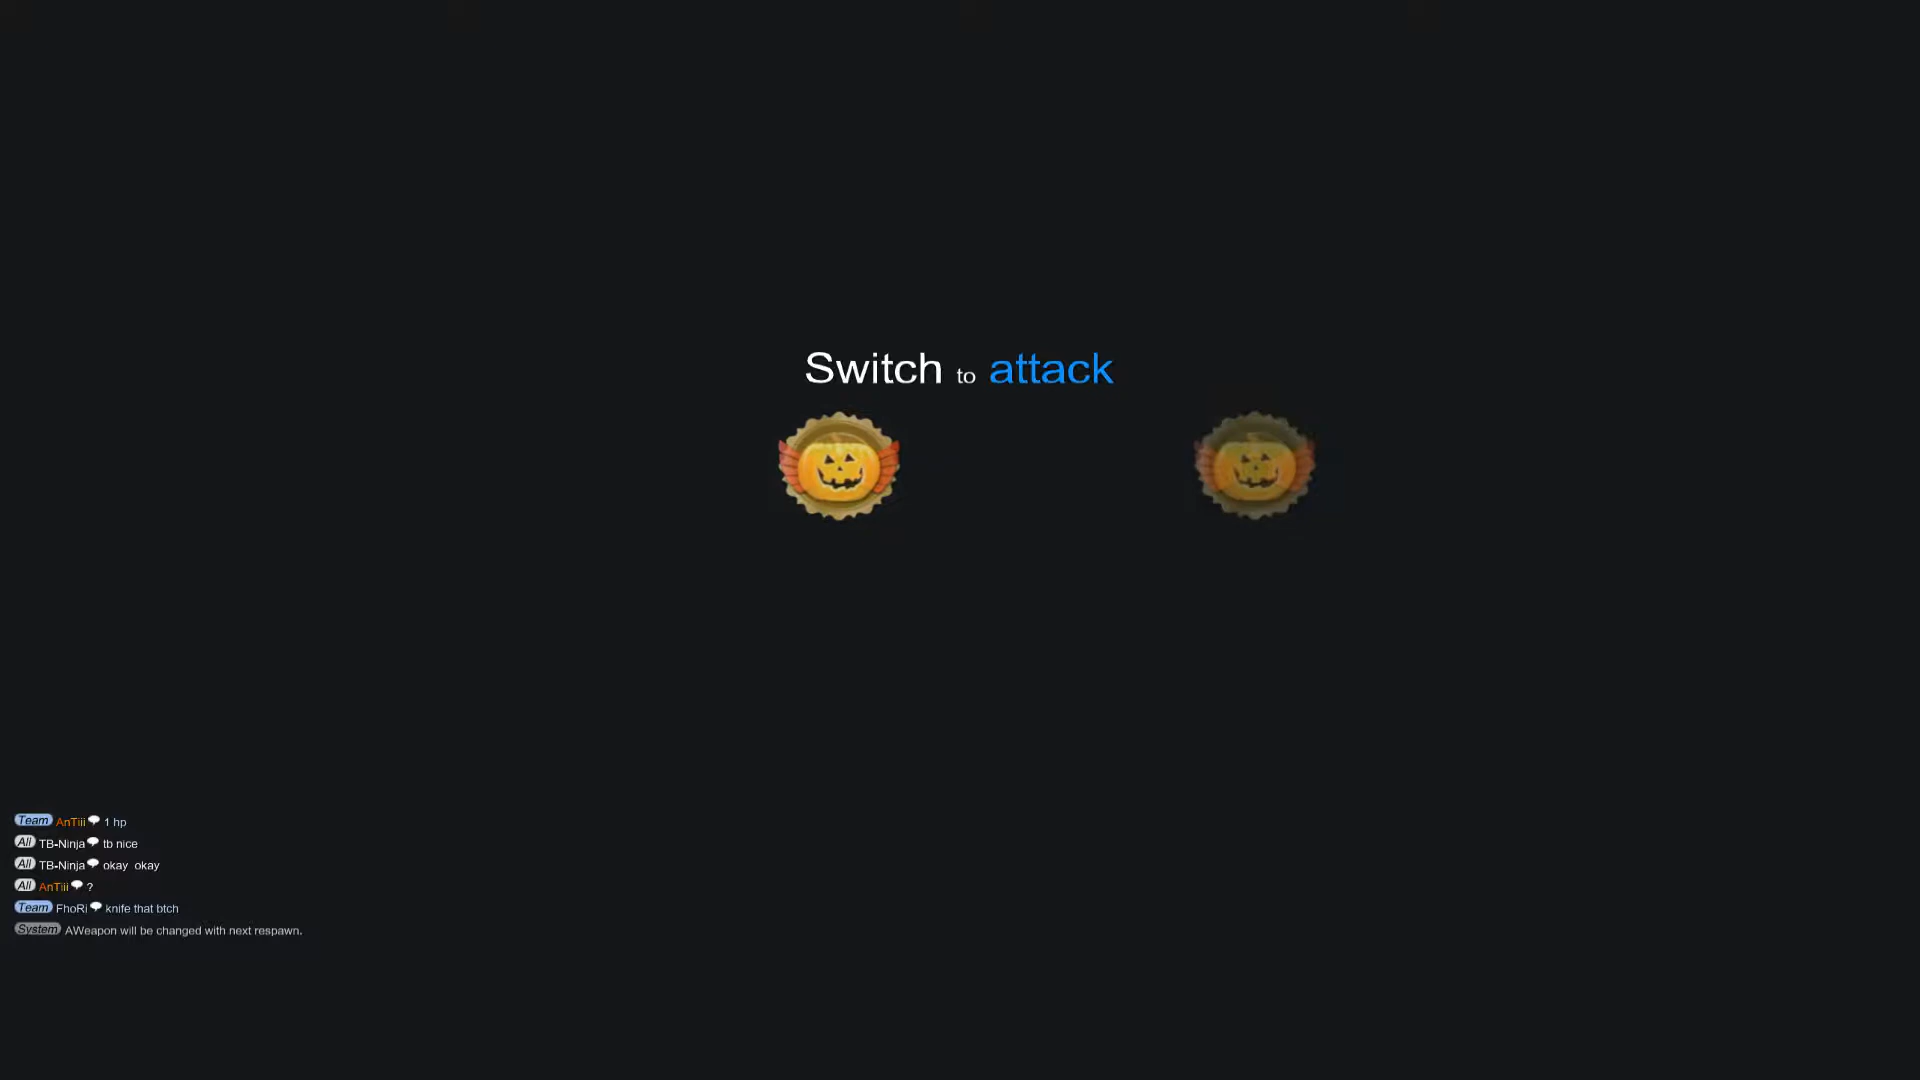 Switch to attack
Team AnTiii 1 hp
All TB-Ninja tb nice
All TB-Ninja okay okay
All AnTiii ?
Team FhoRi knife that btch
System AWeapon will be changed with next respawn.